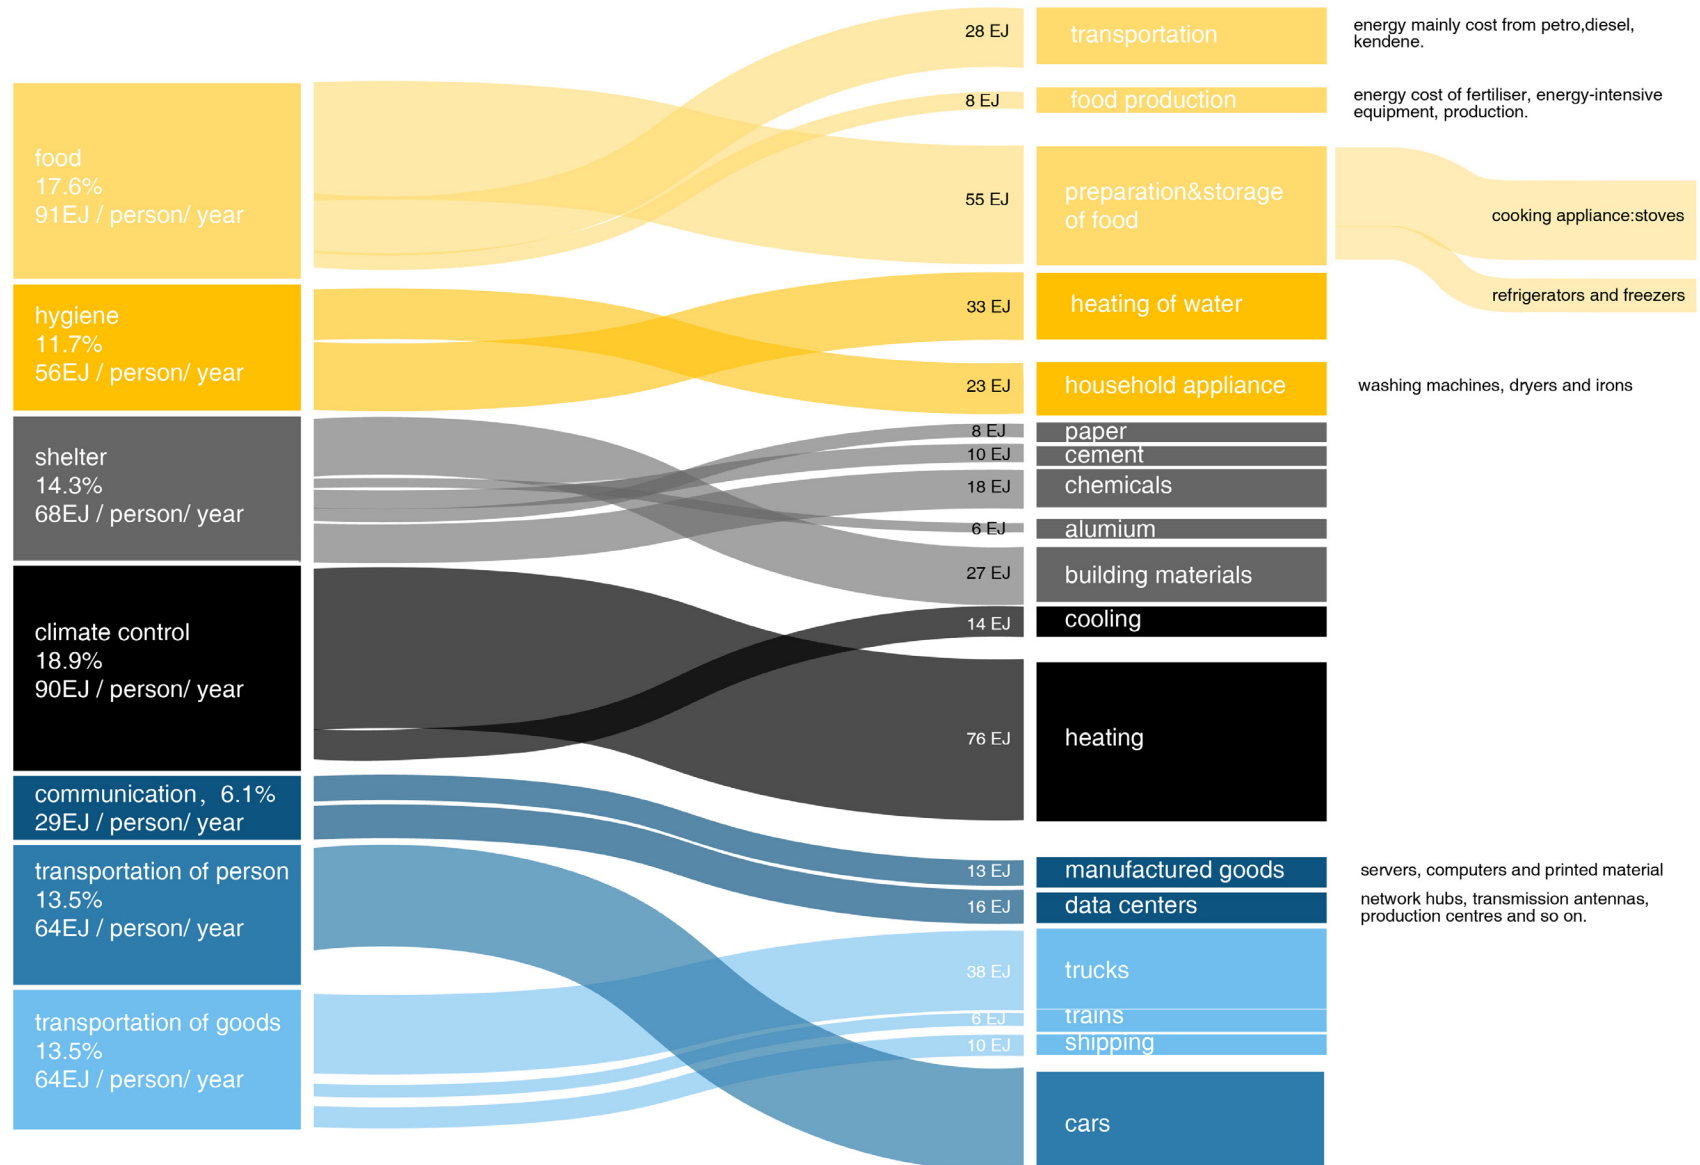 food
17.6%
91EJ / person/ year
hygiene
11.7%
56EJ / person/ year
shelter
14.3%
68EJ / person/ year
climate control
18.9%
90EJ / person/ year
communication，6.1%
29EJ / person/ year
transportation of person
13.5%
64EJ / person/ year
transportation of goods
13.5%
64EJ / person/ year
28 EJ
transportation
energy mainly cost from petro,diesel,
kendene.
8 EJ
food production
energy cost of fertiliser, energy-intensive
equipment, production.
55 EJ
preparation&storage
of food
cooking appliance:stoves
refrigerators and freezers
33 EJ
heating of water
23 EJ
household appliance
washing machines, dryers and irons
8 EJ
paper
10 EJ
cement
18 EJ
chemicals
6 EJ
alumium
27 EJ
building materials
14 EJ
cooling
76 EJ
heating
13 EJ
manufactured goods
servers, computers and printed material
16 EJ
data centers
network hubs, transmission antennas,
production centres and so on.
38 EJ
trucks
6 EJ
trains
10 EJ
shipping
cars